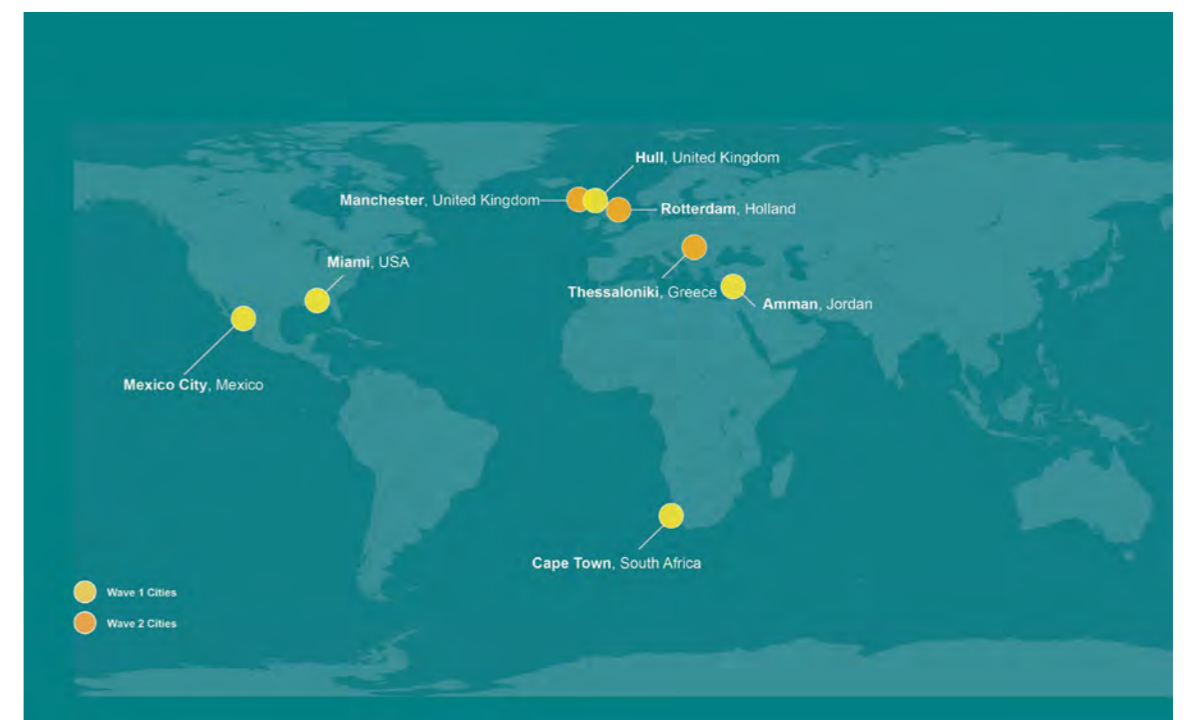 Hull, United Kingdom
Manchester, United Kingdom
Rotterdam, Holland
Miami, USA
Thessaloniki, Greece
Amman, Jordan
Mexico City, Mexico
Cape Town, South Africa
Wave 1 Cities
Wave 2 Cities